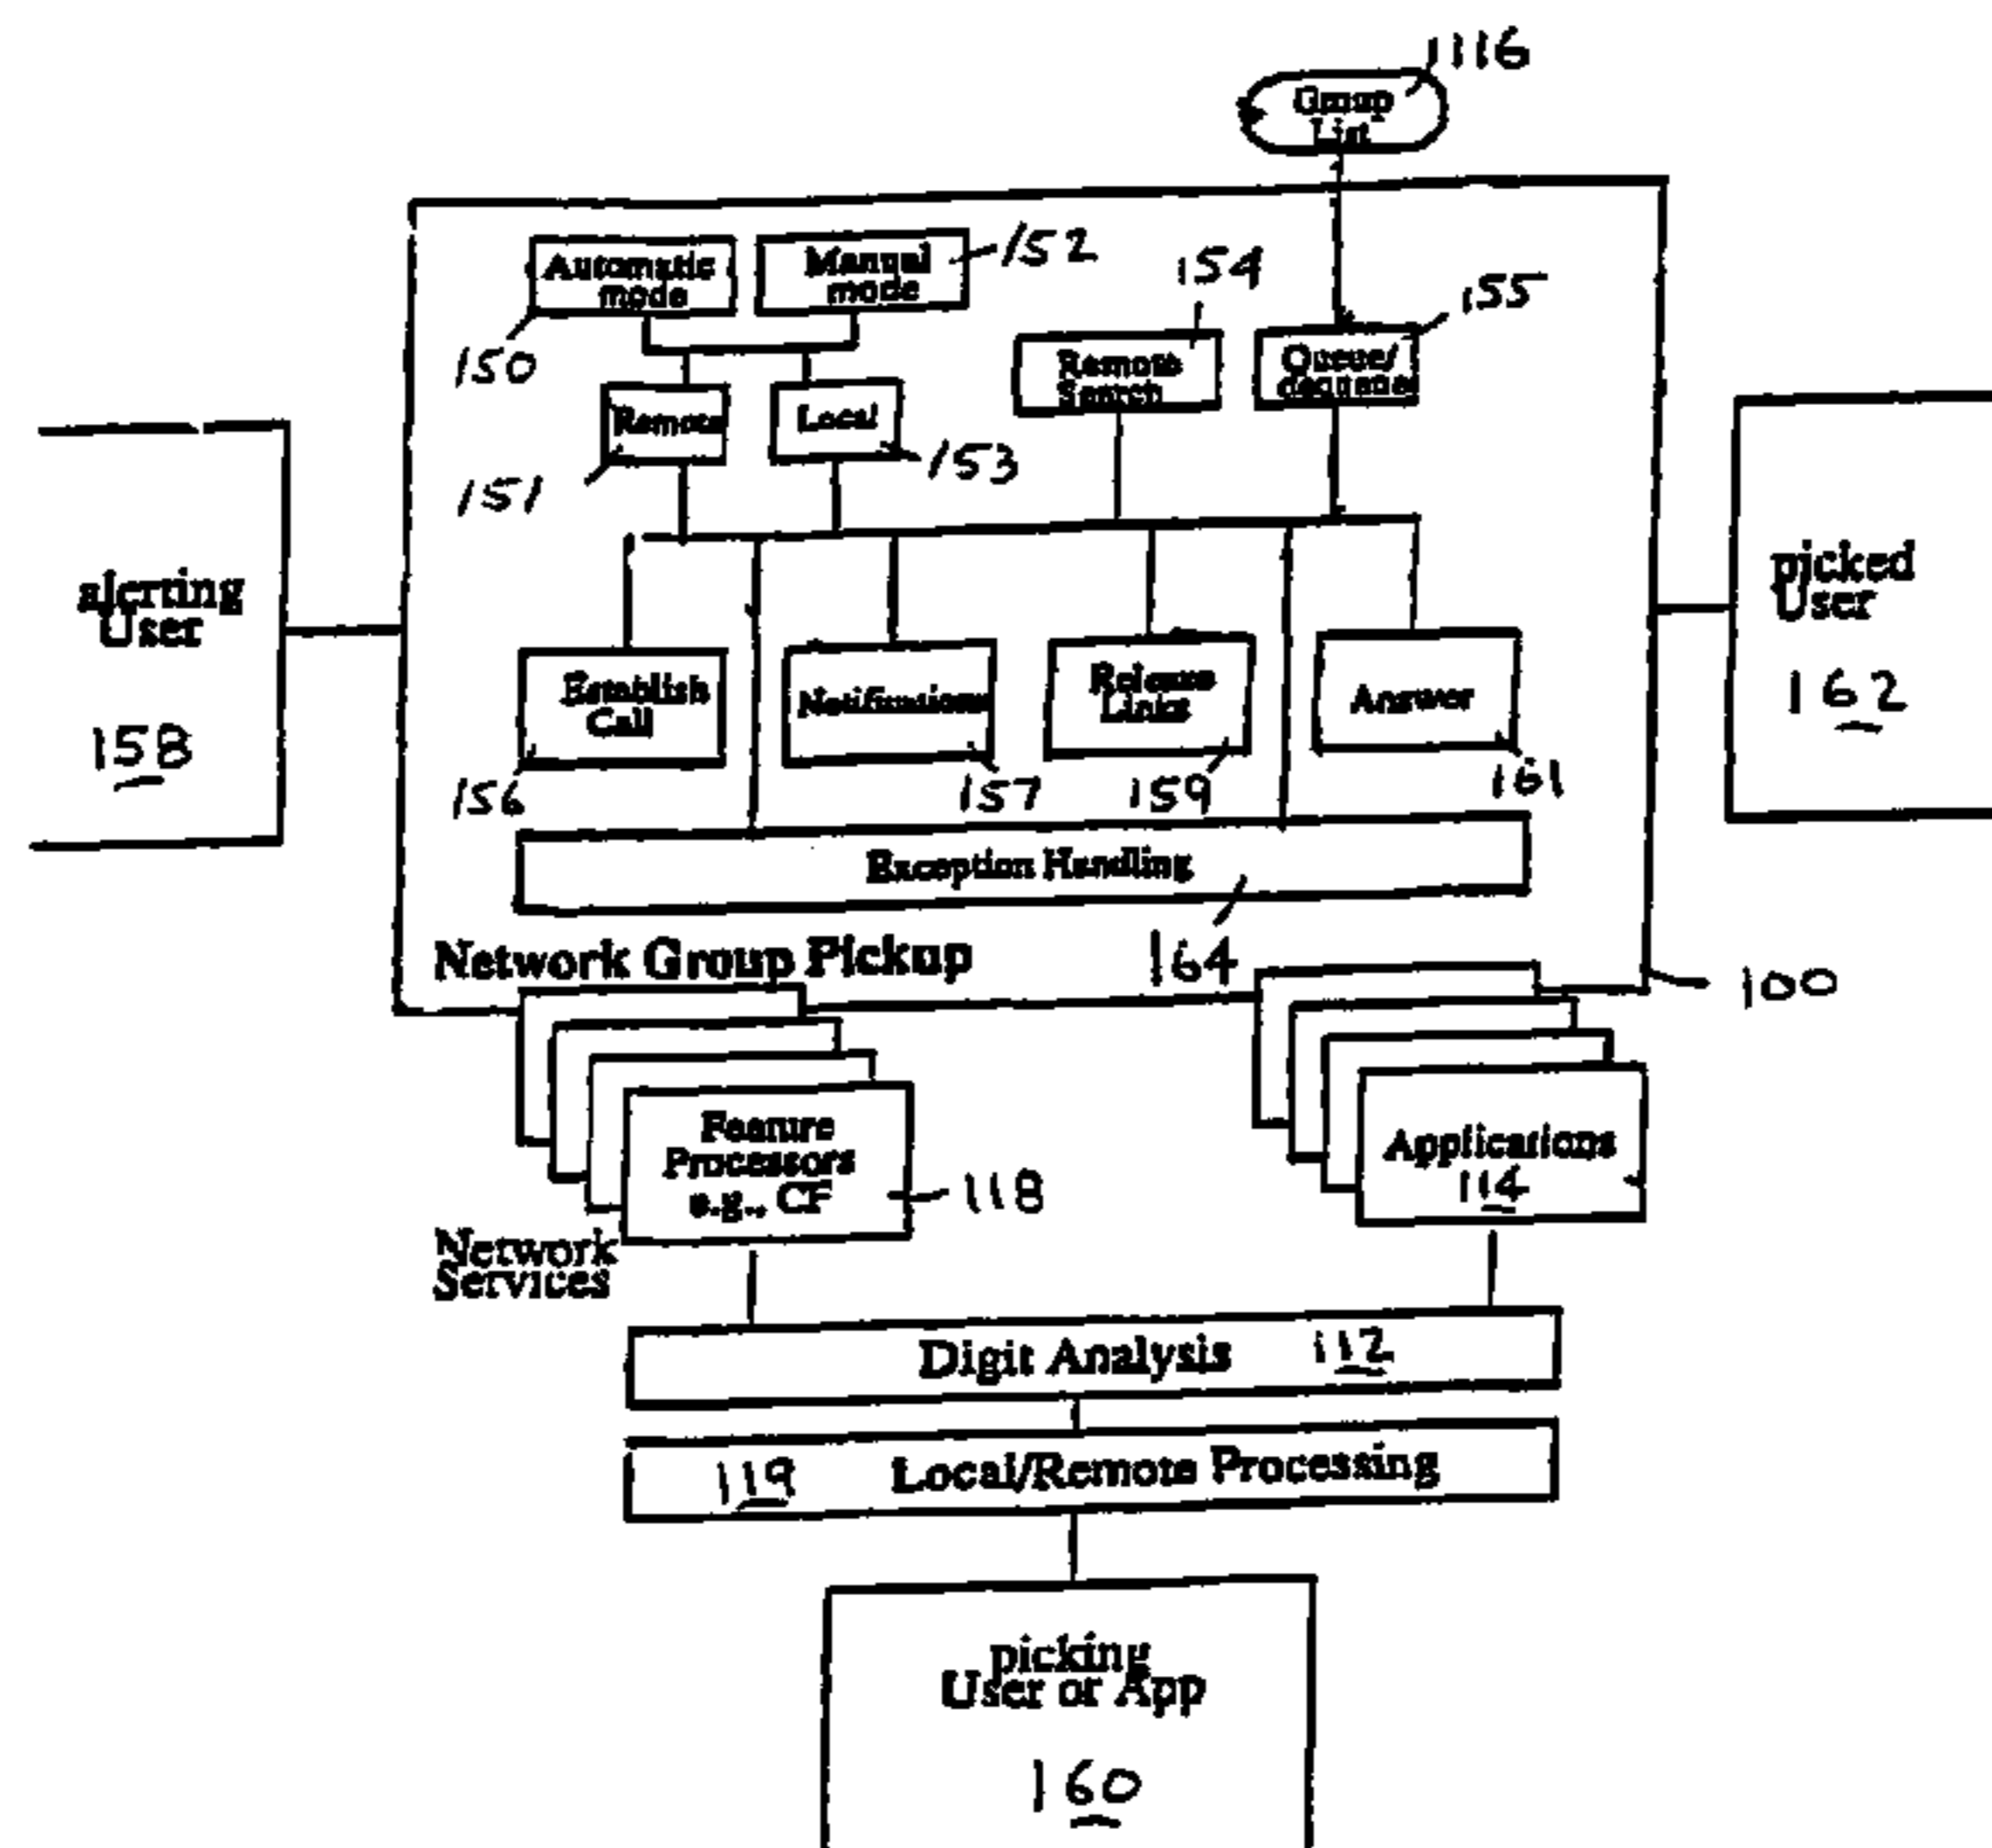 1116
Group
List
Automatic
mode
Manual
mode
152
154
155
150
Remote
Search
Queue/
dequeue
Remote
Local
153
151
alerting
User
158
picked
User
162
Establish
Call
Notifications
Release
Links
Answer
156
157
159
161
Exception Handling
Network Group Pickup
164
100
Feature
Processors
e.g., CF
118
Applications
114
Network
Services
Digit Analysis 112
119 Local/Remote Processing
picking
User or App
160